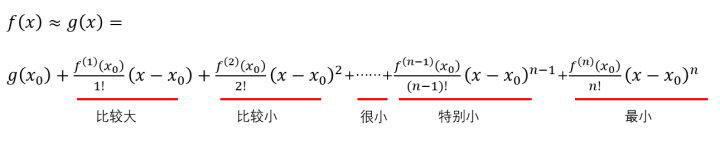 f(x) ≈ g(x) =
g(x₀) + f⁽¹⁾(x₀)/1! (x − x₀) + f⁽²⁾(x₀)/2! (x − x₀)² +······+ f⁽ⁿ⁻¹⁾(x₀)/(n−1)! (x − x₀)ⁿ⁻¹ + f⁽ⁿ⁾(x₀)/n! (x − x₀)ⁿ
比较大 比较小 很小 特别小 最小